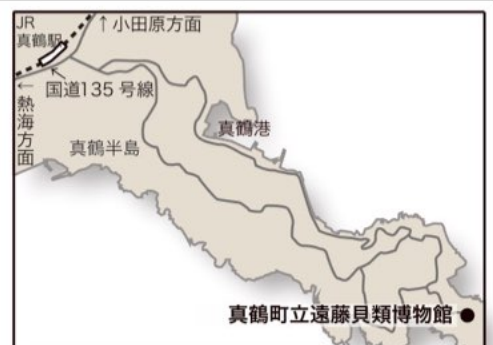 JR
真鶴駅
↑小田原方面
国道135 号線
←熱海方面
真鶴港
真鶴半島
真鶴町立遠藤貝類博物館